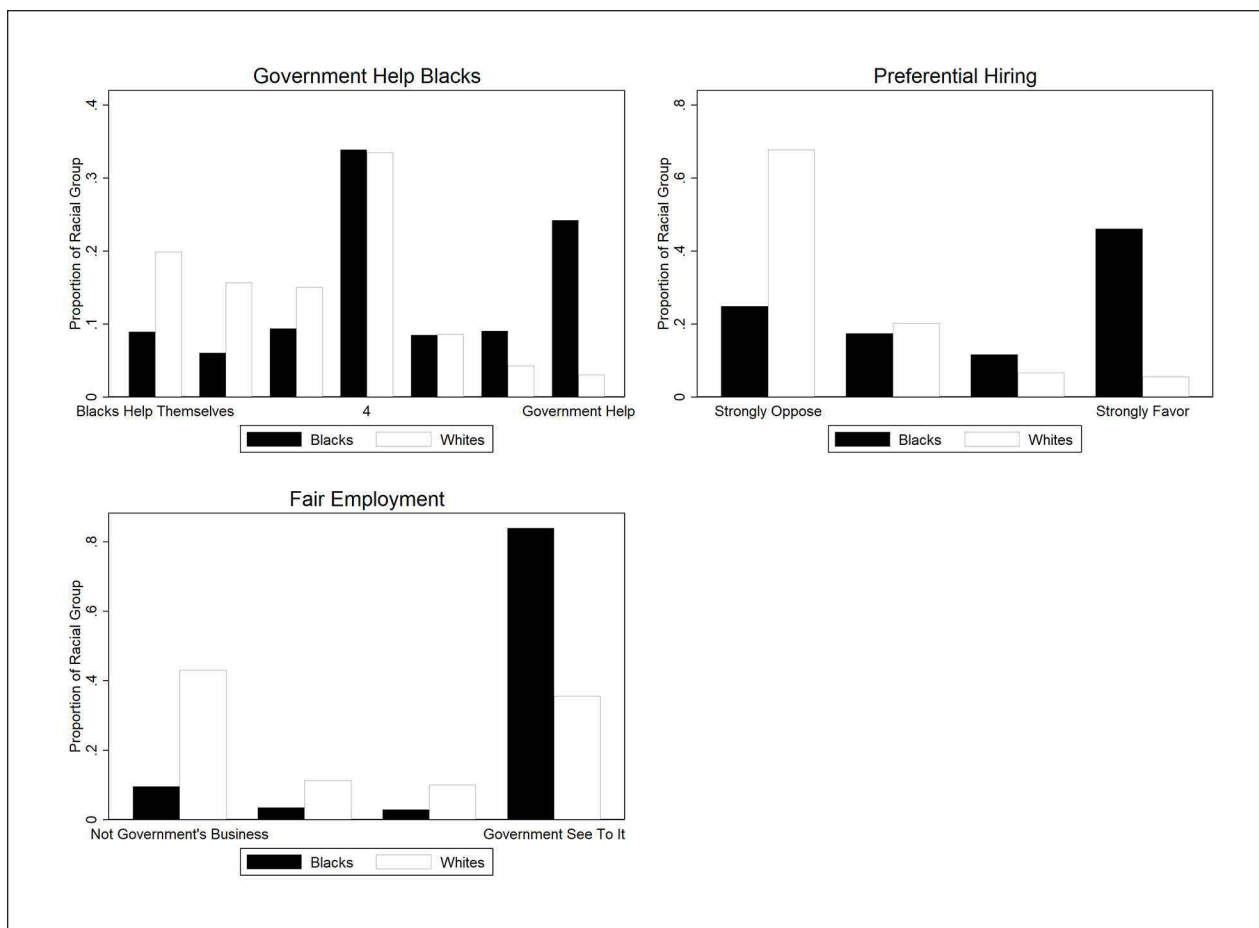 Government Help Blacks
Proportion of Racial Group
.4
.3
.2
.1
0
Blacks Help Themselves
4
Government Help
Blacks
Whites
Preferential Hiring
Proportion of Racial Group
.8
.6
.4
.2
0
Strongly Oppose
Strongly Favor
Blacks
Whites
Fair Employment
Proportion of Racial Group
.8
.6
.4
.2
0
Not Government's Business
Government See To It
Blacks
Whites